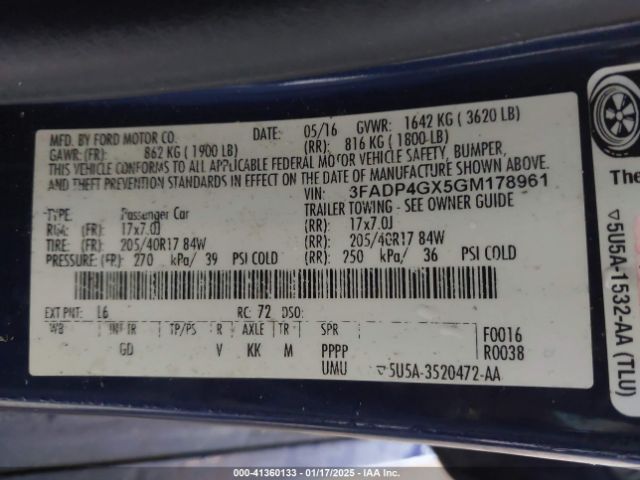 MFD. BY FORD MOTOR CO. DATE: 05/16 GVWR: 1642 KG ( 3620 LB)
GAWR: (FR): 862 KG ( 1900 LB) (RR): 816 KG ( 1800-LB)
THIS VEHICLE CONFORMS TO ALL APPLICABLE FEDERAL MOTOR VEHICLE SAFETY, BUMPER,
AND THEFT PREVENTION STANDARDS IN EFFECT ON THE DATE OF MANUFACTURE SHOWN ABOVE.
VIN: 3FADP4GX5GM178961
TYPE: Passenger Car TRAILER TOWING - SEE OWNER GUIDE
RIM: (FR): 17x7.0J (RR): 17x7.0J
TIRE: (FR): 205/40R17 84W (RR): 205/40R17 84W
PRESSURE: (FR): 270 kPa/ 39 PSI COLD (RR): 250 kPa/ 36 PSI COLD
EXT PNT: L6 RC: 72 DSO:
WB INT TR TP/PS R AXLE TR SPR F0016
GD V KK M PPPP R0038
UMU ▽5U5A-3520472-AA
The
▽5U5A-1532-AA (TLU)
000-41360133 - 01/17/2025 - IAA Inc.